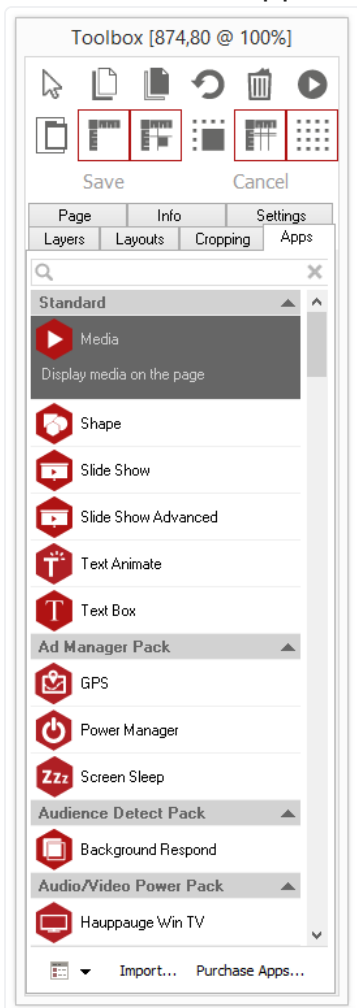 Toolbox [874,80 @ 100%]
Save Cancel
Page Info Settings
Layers Layouts Cropping Apps
Standard
Media
Display media on the page
Shape
Slide Show
Slide Show Advanced
Text Animate
T Text Box
Ad Manager Pack
GPS
Power Manager
Zzz Screen Sleep
Audience Detect Pack
Background Respond
Audio/Video Power Pack
Hauppauge Win TV
Import... Purchase Apps...